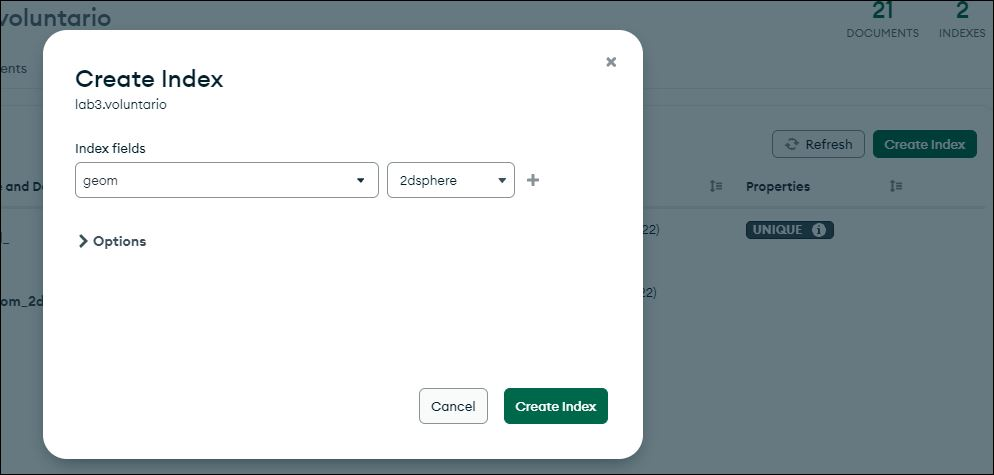 voluntario
21
2
DOCUMENTS
INDEXES
ents
Create Index
lab3.voluntario
Index fields
geom
2dsphere
Options
Cancel
Create Index
Refresh
Create Index
e and De
Properties
22)
UNIQUE
om_2d
22)